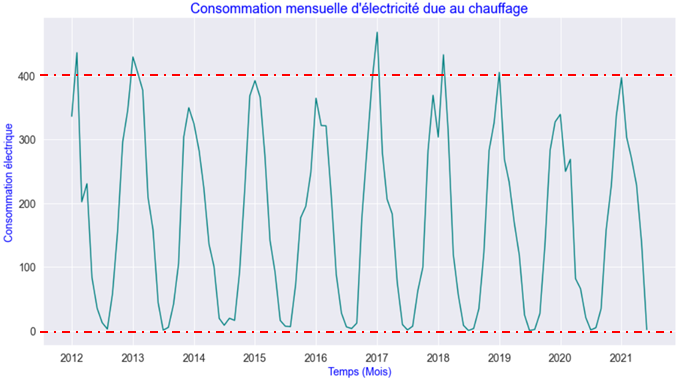 Consommation mensuelle d'électricité due au chauffage
Consommation électrique
400
300
200
100
0
2012 2013 2014 2015 2016 2017 2018 2019 2020 2021
Temps (Mois)